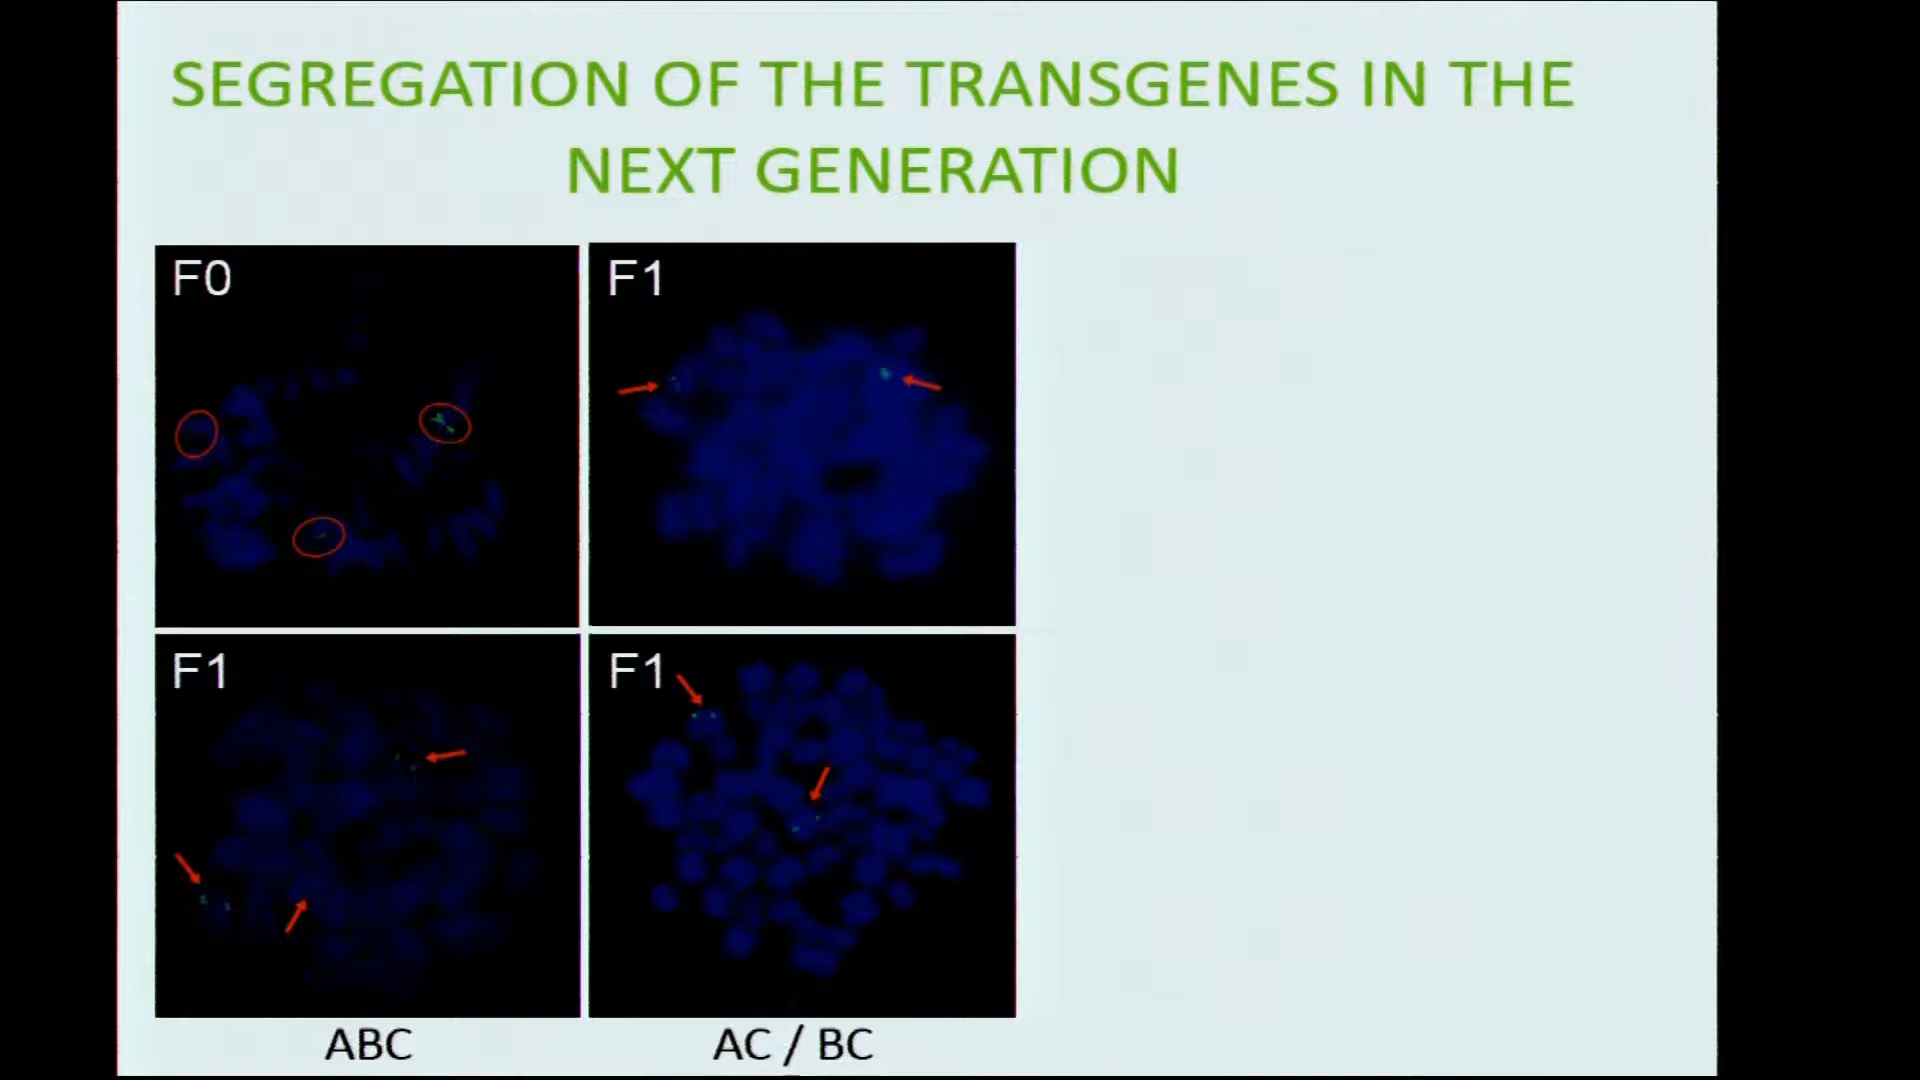 SEGREGATION OF THE TRANSGENES IN THE
NEXT GENERATION
F0
F1
F1
F1
ABC
AC / BC